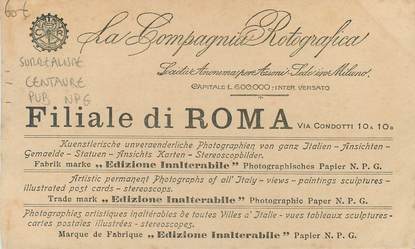 60€
La Compagnia Rotografica
SURREALISME
CENTAURE
PUB NPG
Società Anonima per Azioni - Sede in Milano.
CAPITALE L. 600.000: INTER. VERSATO
Filiale di ROMA VIA CONDOTTI 10A 10B
Kuenstlerische unveraenderliche Photographien von ganz Italien - Ansichten -
Gemaelde - Statuen - Ansichts Karten - Stereoscopbilder.
Fabrik marke „Edizione Inalterabile" Photographisches Papier N. P. G.
Artistic permanent Photographs of all' Italy - views - paintings sculptures -
illustrated post cards - stereoscops.
Trade mark „Edizione Inalterabile" Photographic Paper N. P. G.
Photographies artistiques inaltérables de toutes Villes d' Italie - vues tableaux sculptures -
cartes postales illustrées - stereoscops.
Marque de Fabrique „Edizione Inalterabile" Papier N. P. G.